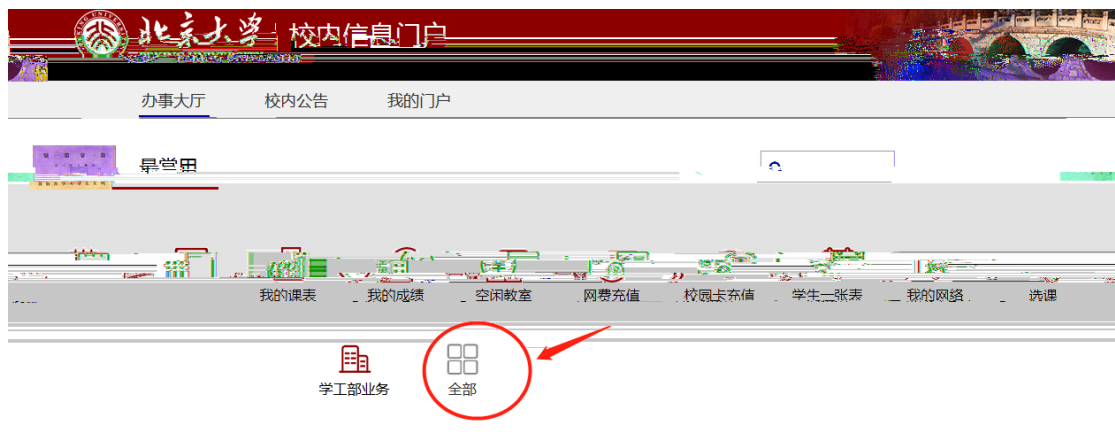 北京大学 校内信息门户
办事大厅 校内公告 我的门户
最常用
我的课表 我的成绩 空闲教室 网费充值 校园卡充值 学生一张表 我的网络 选课
学工部业务 全部